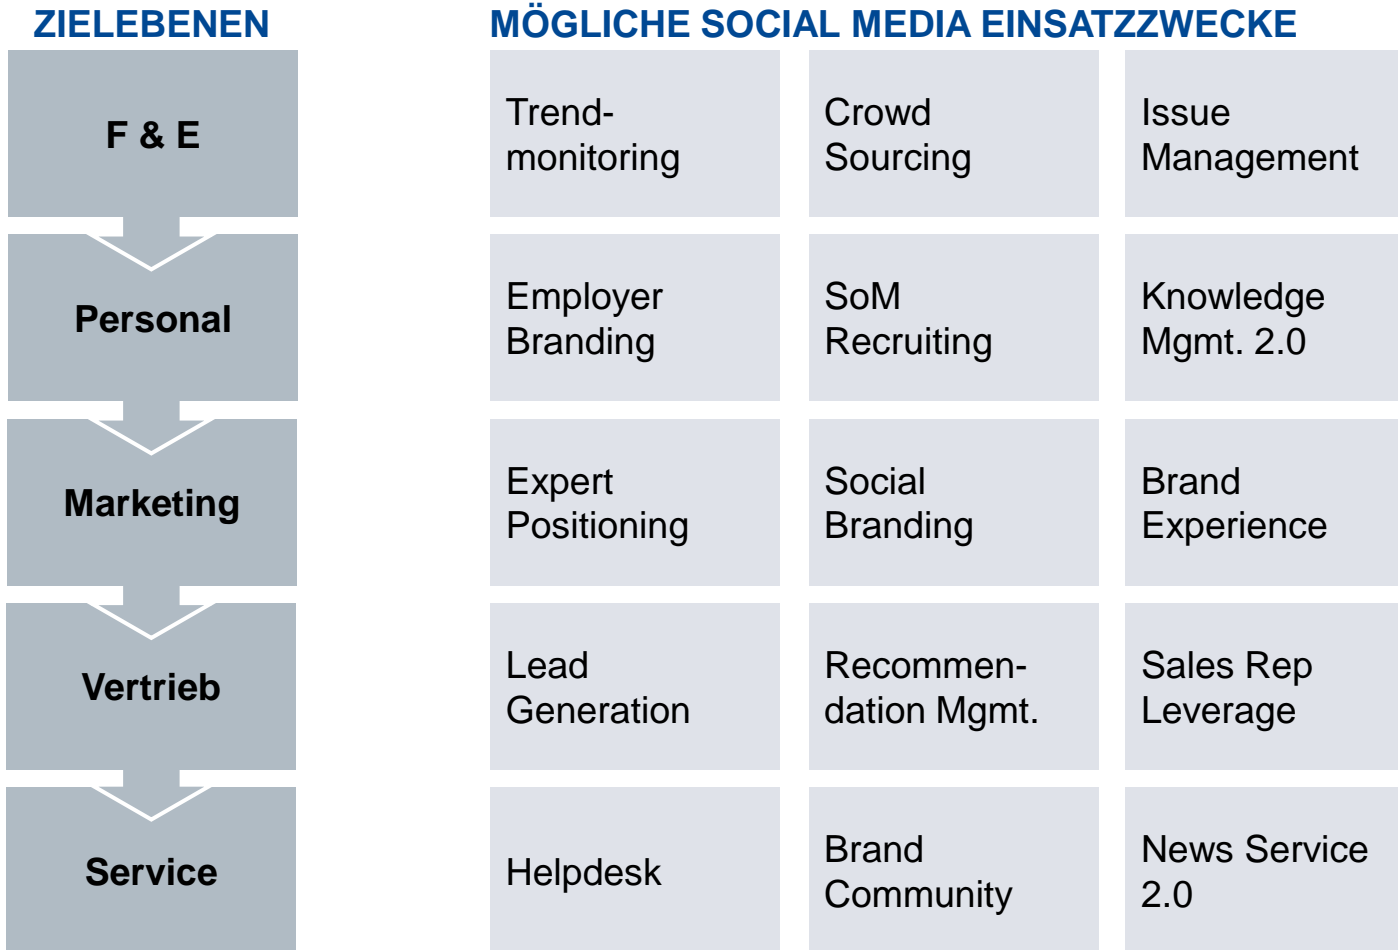 ZIELEBENEN
MÖGLICHE SOCIAL MEDIA EINSATZZWECKE
F & E
Trend-
monitoring
Crowd
Sourcing
Issue
Management
Personal
Employer
Branding
SoM
Recruiting
Knowledge
Mgmt. 2.0
Marketing
Expert
Positioning
Social
Branding
Brand
Experience
Vertrieb
Lead
Generation
Recommen-
dation Mgmt.
Sales Rep
Leverage
Service
Helpdesk
Brand
Community
News Service
2.0